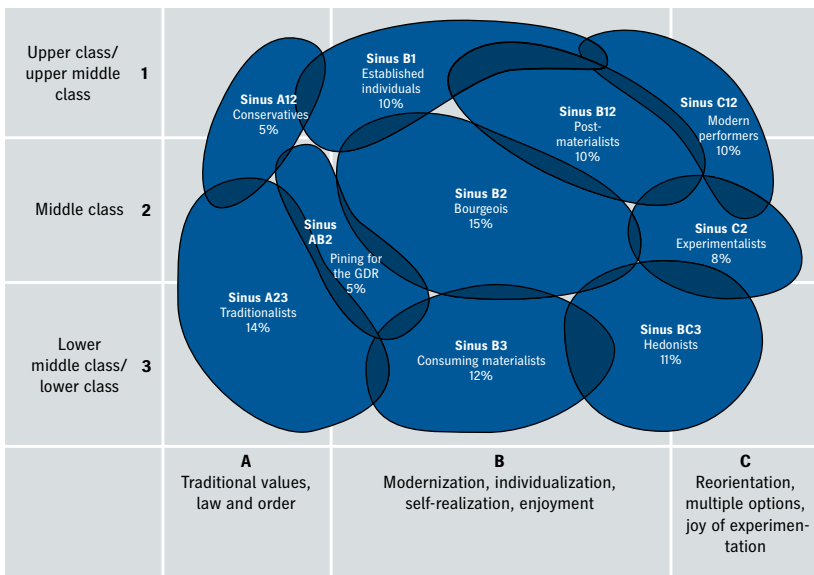 Upper class/
upper middle
class
1
Sinus A12
Conservatives
5%
Sinus B1
Established
individuals
10%
Sinus B12
Post-
materialists
10%
Sinus C12
Modern
performers
10%
Middle class
2
Sinus
AB2
Pining for
the GDR
5%
Sinus B2
Bourgeois
15%
Sinus C2
Experimentalists
8%
Lower
middle class/
lower class
3
Sinus A23
Traditionalists
14%
Sinus B3
Consuming materialists
12%
Sinus BC3
Hedonists
11%
A
Traditional values,
law and order
B
Modernization, individualization,
self-realization, enjoyment
C
Reorientation,
multiple options,
joy of experimen-
tation